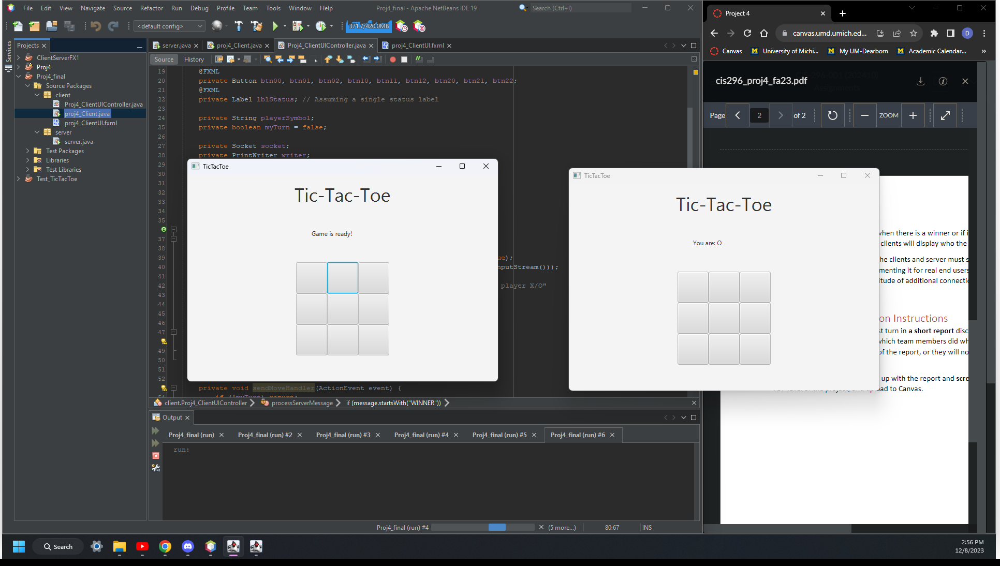 File Edit View Navigate Source Refactor Run Debug Profile Team Tools Window Help
Proj4_final - Apache NetBeans IDE 19
Search (Ctrl+I)
<default config>
371.7/420.0MB
Services
Projects
ClientServerFX1
Proj4
Proj4_final
Source Packages
client
Proj4_ClientUIController.java
proj4_Client.java
proj4_ClientUI.fxml
server
server.java
Test Packages
Libraries
Test Libraries
Test_TicTacToe
server.java proj4_Client.java Proj4_ClientUIController.java proj4_ClientUI.fxml
Source History
19 @FXML
20 private Button btn00, btn01, btn02, btn10, btn11, btn12, btn20, btn21, btn22;
21 @FXML
22 private Label lblStatus; // Assuming a single status label
23
24 private String playerSymbol;
25 private boolean myTurn = false;
26
27 private Socket socket;
28 private PrintWriter writer;
29
30
31
32
33
34
35
37
38
39 ue);
40 nputStream()));
41
42 player X/O"
43
44
45
46
47
49
50
51
52
private void sendMoveHandler(ActionEvent event) {
54 if (!myTurn) return;
TicTacToe
Tic-Tac-Toe
Game is ready!
TicTacToe
Tic-Tac-Toe
You are: O
client.Proj4_ClientUIController processServerMessage if (message.startsWith("WINNER"))
Output
Proj4_final (run) Proj4_final (run) #2 Proj4_final (run) #3 Proj4_final (run) #4 Proj4_final (run) #5 Proj4_final (run) #6
run:
Proj4_final (run) #4 (5 more...) 80:67 INS
Project 4
canvas.umd.umich.ed...
D
Canvas University of Michi... My UM-Dearborn Academic Calendar...
cis296_proj4_fa23.pdf
Page 2 of 2 ZOOM
when there is a winner or if i
clients will display who the
he clients and server must s
menting it for real end users
itude of additional connectio
on Instructions
st turn in a short report disc
which team members did wh
of the report, or they will no
up with the report and scre
load to Canvas.
Search
2:56 PM
12/8/2023